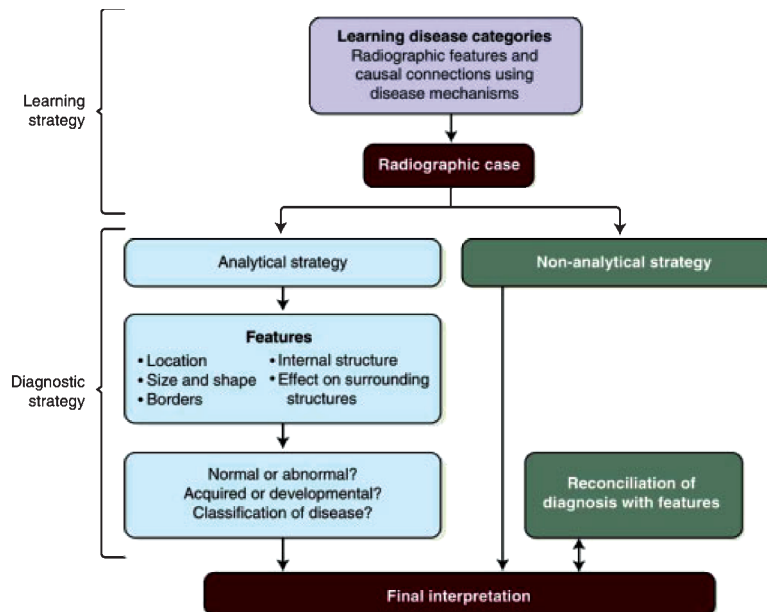 Learning disease categories
Radiographic features and
causal connections using
disease mechanisms
Learning
strategy
Radiographic case
Analytical strategy
Non-analytical strategy
Features
• Location
• Size and shape
• Borders
• Internal structure
• Effect on surrounding
structures
Diagnostic
strategy
Normal or abnormal?
Acquired or developmental?
Classification of disease?
Reconciliation of
diagnosis with features
Final interpretation